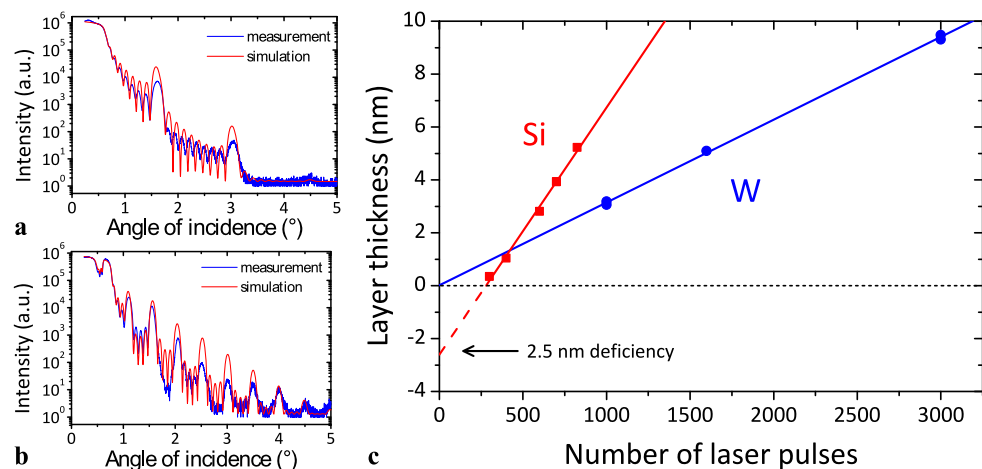 10⁶
10⁵
10⁴
10³
10²
10¹
10⁰
Intensity (a.u.)
measurement
simulation
0 1 2 3 4 5
Angle of incidence (°)
a
10⁶
10⁵
10⁴
10³
10²
10¹
10⁰
Intensity (a.u.)
measurement
simulation
0 1 2 3 4 5
Angle of incidence (°)
b
10
8
6
4
2
0
-2
-4
Layer thickness (nm)
Si
W
2.5 nm deficiency
0 500 1000 1500 2000 2500 3000
Number of laser pulses
c